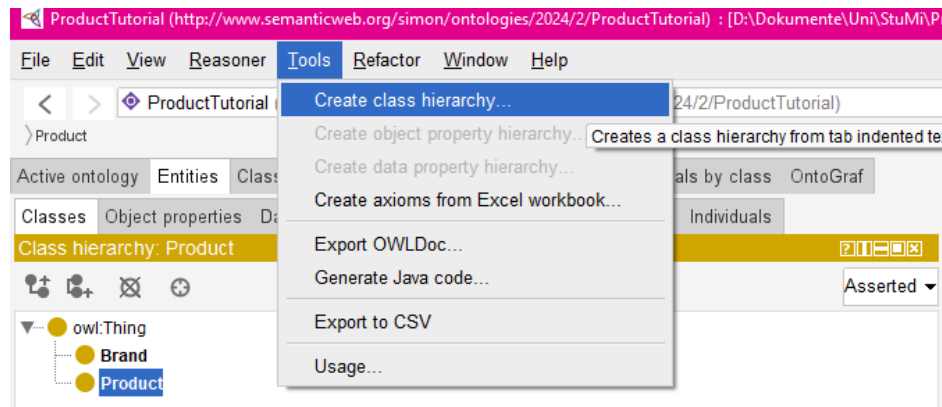 ProductTutorial (http://www.semanticweb.org/simon/ontologies/2024/2/ProductTutorial) : [D:\Dokumente\Uni\StuMi\P
File Edit View Reasoner Tools Refactor Window Help
ProductTutorial ( 24/2/ProductTutorial)
Product
Create class hierarchy...
Create object property hierarchy...
Creates a class hierarchy from tab indented te
Create data property hierarchy...
Create axioms from Excel workbook...
Export OWLDoc...
Generate Java code...
Export to CSV
Usage...
Active ontology Entities Class als by class OntoGraf
Classes Object properties Da Individuals
Class hierarchy: Product
Asserted
owl:Thing
Brand
Product